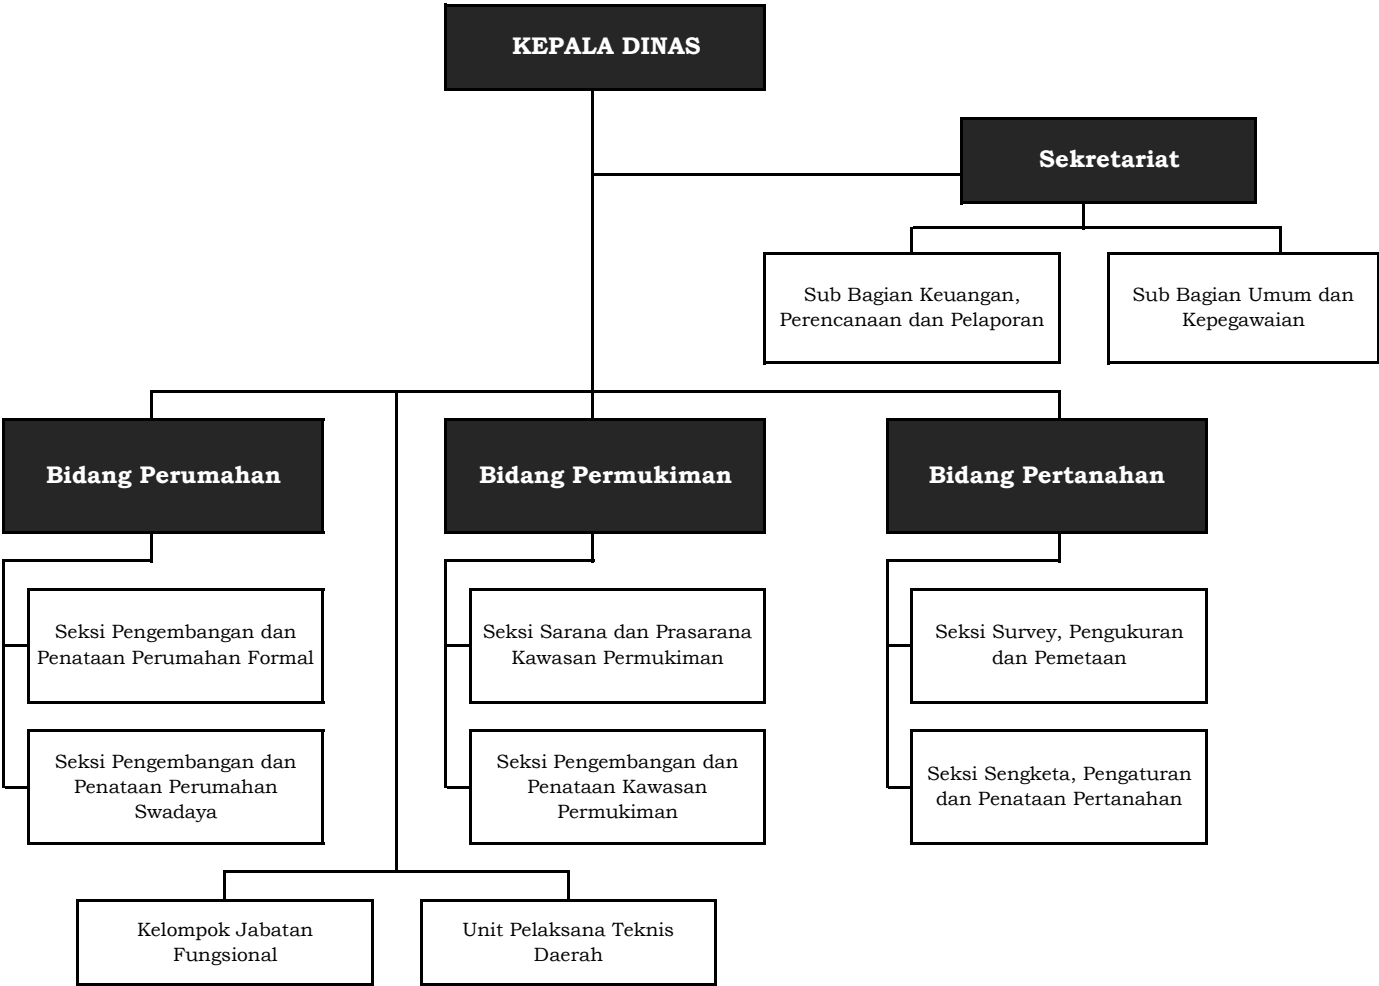 KEPALA DINAS
Sekretariat
Sub Bagian Keuangan,
Perencanaan dan Pelaporan
Sub Bagian Umum dan
Kepegawaian
Bidang Perumahan
Bidang Permukiman
Bidang Pertanahan
Seksi Pengembangan dan
Penataan Perumahan Formal
Seksi Sarana dan Prasarana
Kawasan Permukiman
Seksi Survey, Pengukuran
dan Pemetaan
Seksi Pengembangan dan
Penataan Perumahan
Swadaya
Seksi Pengembangan dan
Penataan Kawasan
Permukiman
Seksi Sengketa, Pengaturan
dan Penataan Pertanahan
Kelompok Jabatan
Fungsional
Unit Pelaksana Teknis
Daerah